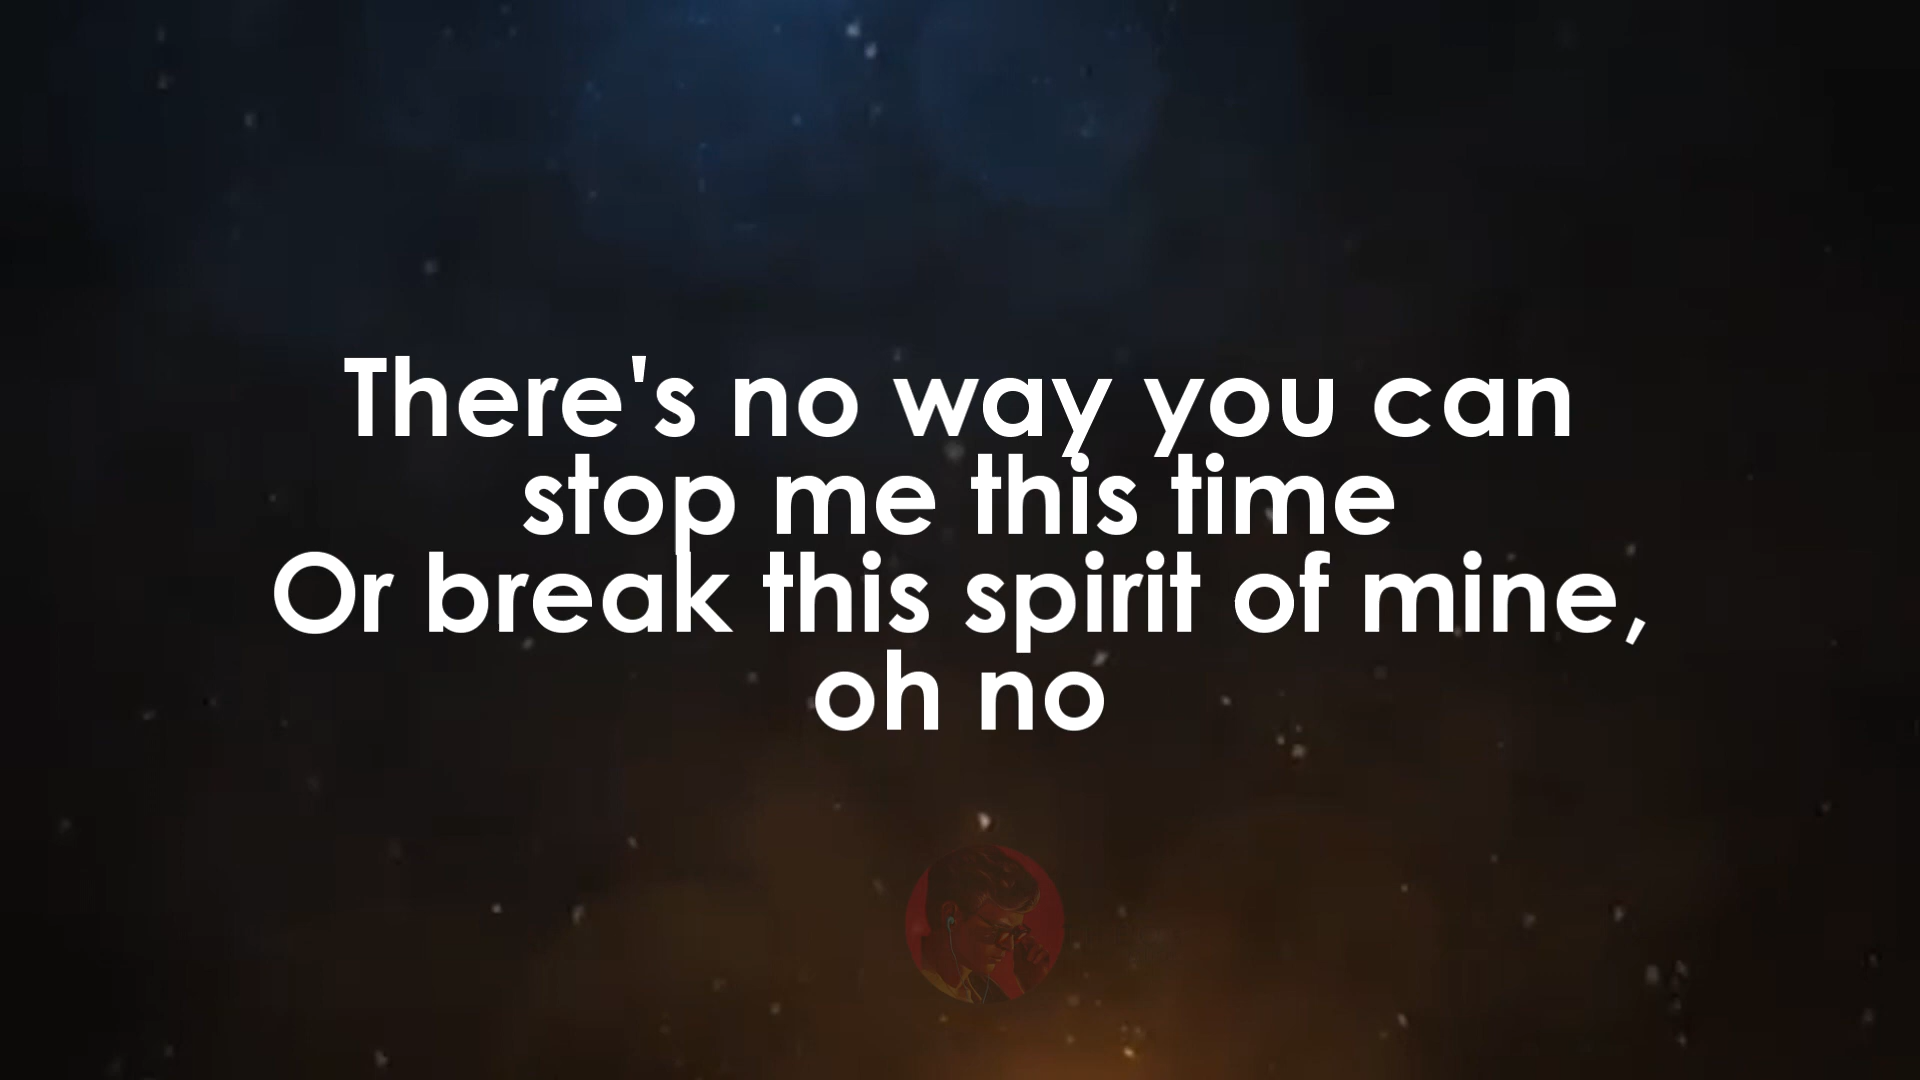 There's no way you can
stop me this time
Or break this spirit of mine,
oh no